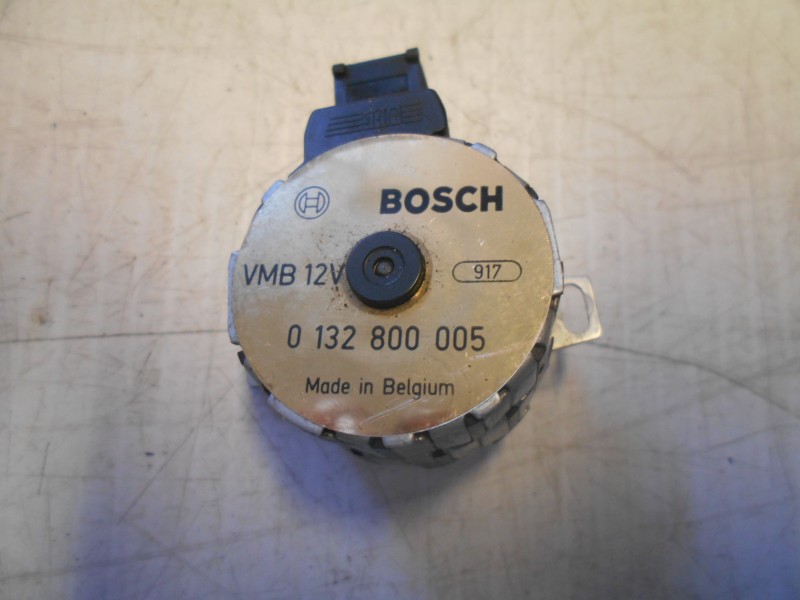 BOSCH
VMB 12V
917
0 132 800 005
Made in Belgium